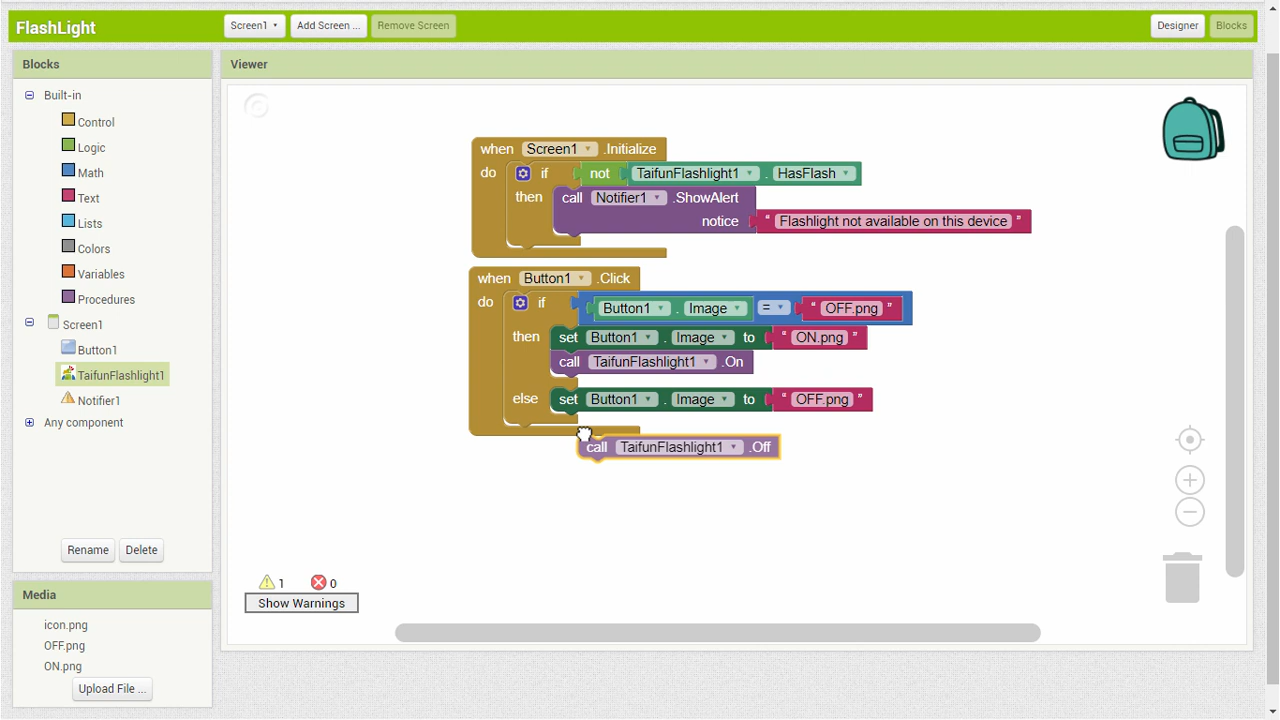 FlashLight
Screen1
Add Screen ...
Remove Screen
Designer
Blocks
Blocks
Viewer
Built-in
Control
Logic
Math
Text
Lists
Colors
Variables
Procedures
Screen1
Button1
TaifunFlashlight1
Notifier1
Any component
Rename
Delete
Media
icon.png
OFF.png
ON.png
Upload File ...
when Screen1 .Initialize
do if not TaifunFlashlight1 . HasFlash
then call Notifier1 .ShowAlert
notice " Flashlight not available on this device "
when Button1 .Click
do if Button1 . Image = " OFF.png "
then set Button1 . Image to " ON.png "
call TaifunFlashlight1 .On
else set Button1 . Image to " OFF.png "
call TaifunFlashlight1 .Off
1 0
Show Warnings